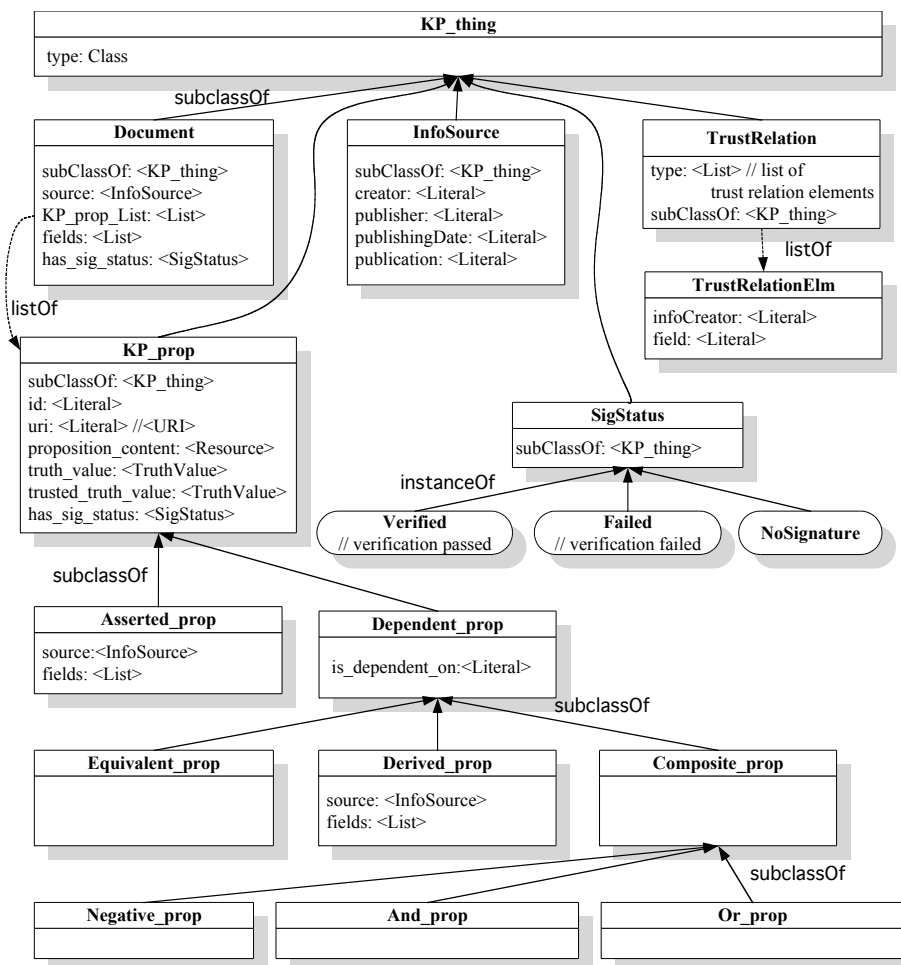 KP_thing
type: Class
subclassOf
Document
subClassOf: <KP_thing>
source: <InfoSource>
KP_prop_List: <List>
fields: <List>
has_sig_status: <SigStatus>
InfoSource
subClassOf: <KP_thing>
creator: <Literal>
publisher: <Literal>
publishingDate: <Literal>
publication: <Literal>
TrustRelation
type: <List> // list of
trust relation elements
subClassOf: <KP_thing>
listOf
TrustRelationElm
infoCreator: <Literal>
field: <Literal>
listOf
KP_prop
subClassOf: <KP_thing>
id: <Literal>
uri: <Literal> //<URI>
proposition_content: <Resource>
truth_value: <TruthValue>
trusted_truth_value: <TruthValue>
has_sig_status: <SigStatus>
SigStatus
subClassOf: <KP_thing>
instanceOf
Verified
// verification passed
Failed
// verification failed
NoSignature
subclassOf
Asserted_prop
source:<InfoSource>
fields: <List>
Dependent_prop
is_dependent_on:<Literal>
subclassOf
Equivalent_prop
Derived_prop
source: <InfoSource>
fields: <List>
Composite_prop
subclassOf
Negative_prop
And_prop
Or_prop